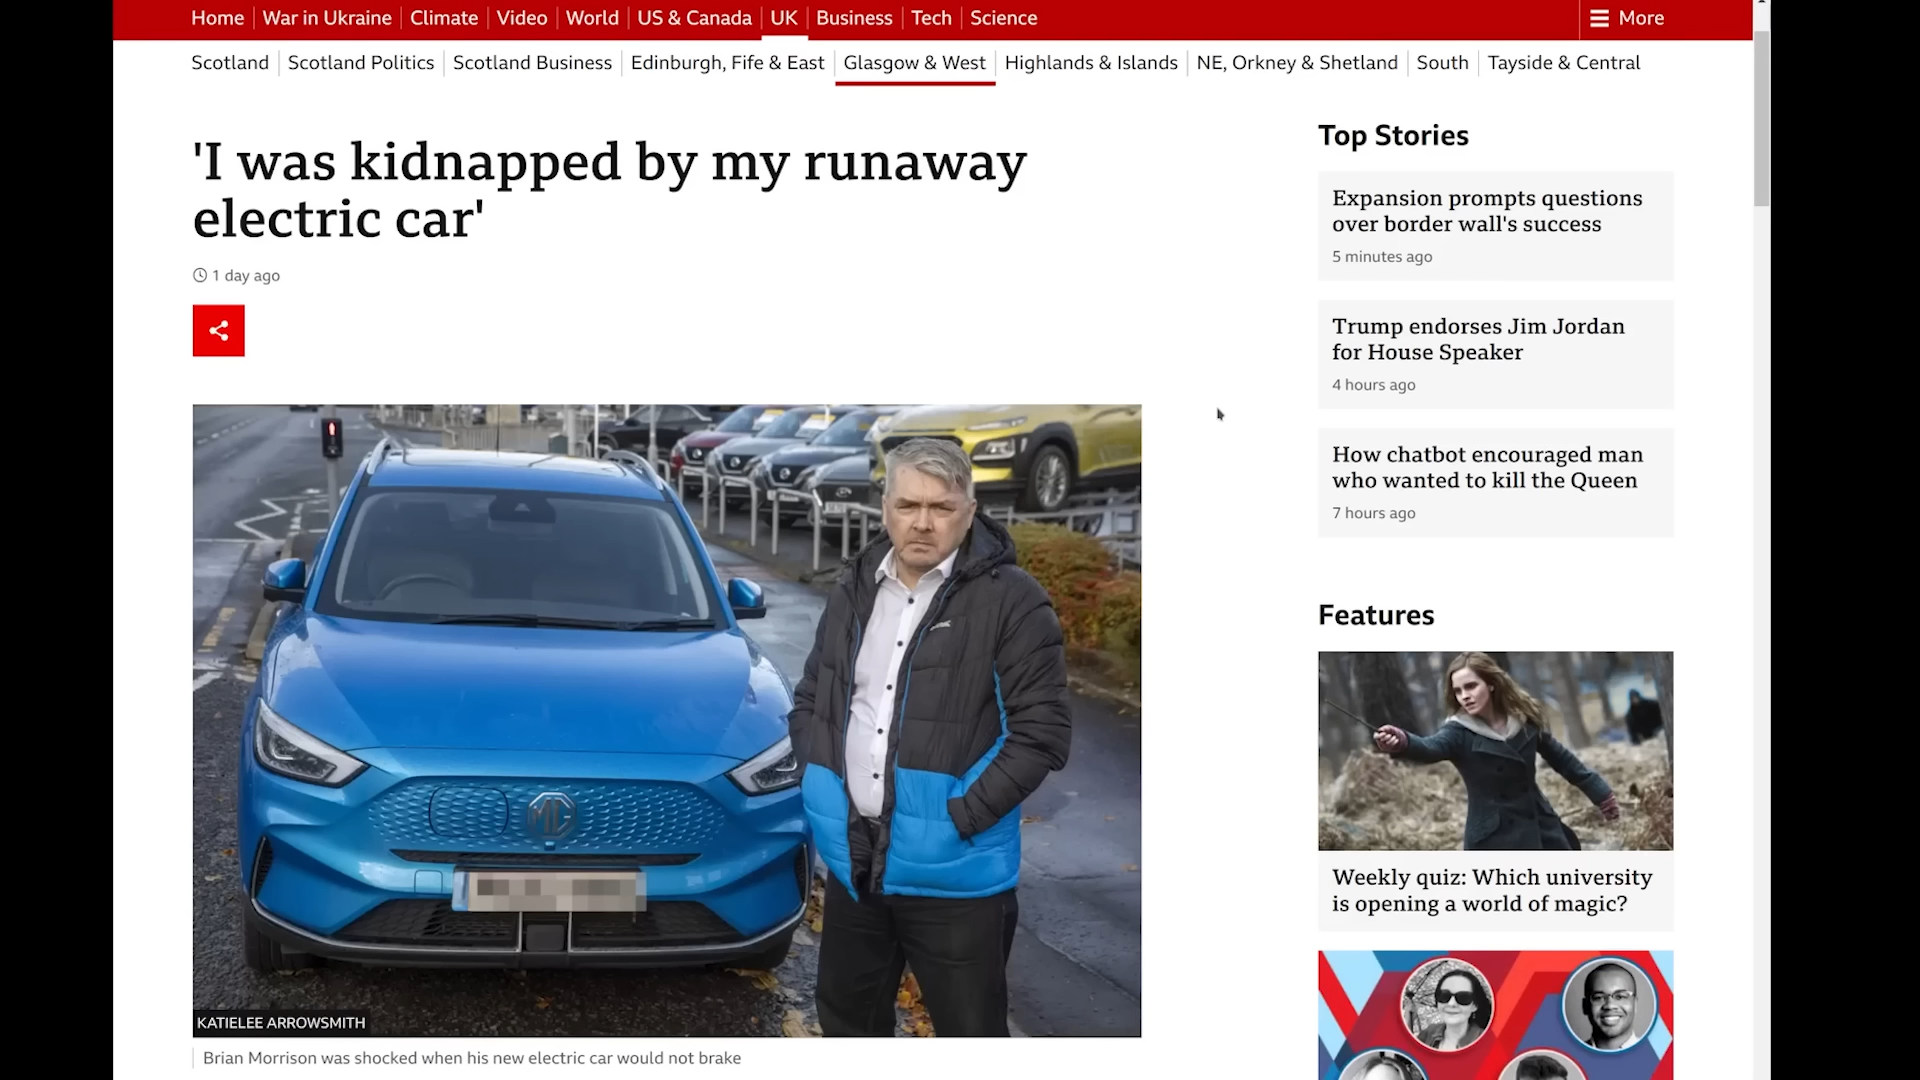 Home War in Ukraine Climate Video World US & Canada UK Business Tech Science More
Scotland Scotland Politics Scotland Business Edinburgh, Fife & East Glasgow & West Highlands & Islands NE, Orkney & Shetland South Tayside & Central
'I was kidnapped by my runaway
electric car'
1 day ago
MG
KATIELEE ARROWSMITH
Brian Morrison was shocked when his new electric car would not brake
Top Stories
Expansion prompts questions
over border wall's success
5 minutes ago
Trump endorses Jim Jordan
for House Speaker
4 hours ago
How chatbot encouraged man
who wanted to kill the Queen
7 hours ago
Features
Weekly quiz: Which university
is opening a world of magic?